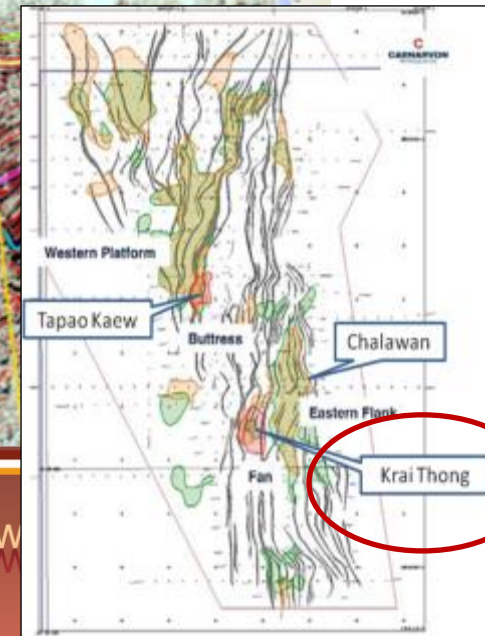 CARNARVON
Western Platform
Tapao Kaew
Buttress
Chalawan
Eastern Flank
Krai Thong
Fan
W
W